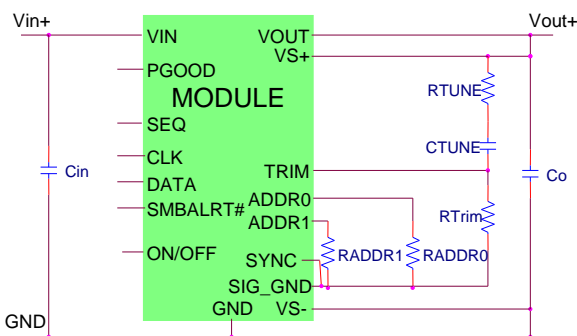 Vin+
Vout+
VIN
VOUT
VS+
PGOOD
RTUNE
MODULE
SEQ
CTUNE
CLK
Cin
TRIM
Co
DATA
ADDR0
SMBALRT#
RTrim
ADDR1
ON/OFF
RADDR1
RADDR0
SYNC
SIG_GND
GND
GND
VS-